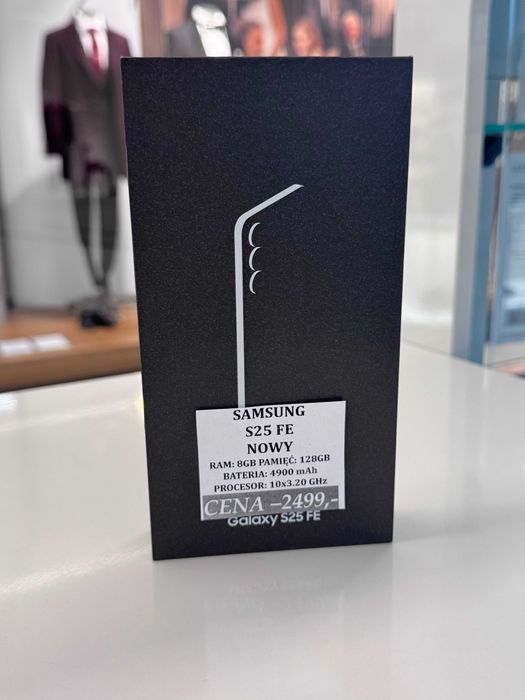 SAMSUNG
S25 FE
NOWY
RAM: 8GB PAMIĘĆ: 128GB
BATERIA: 4900 mAh
PROCESOR: 10x3.20 GHz
CENA –2499,-
Galaxy S25 FE